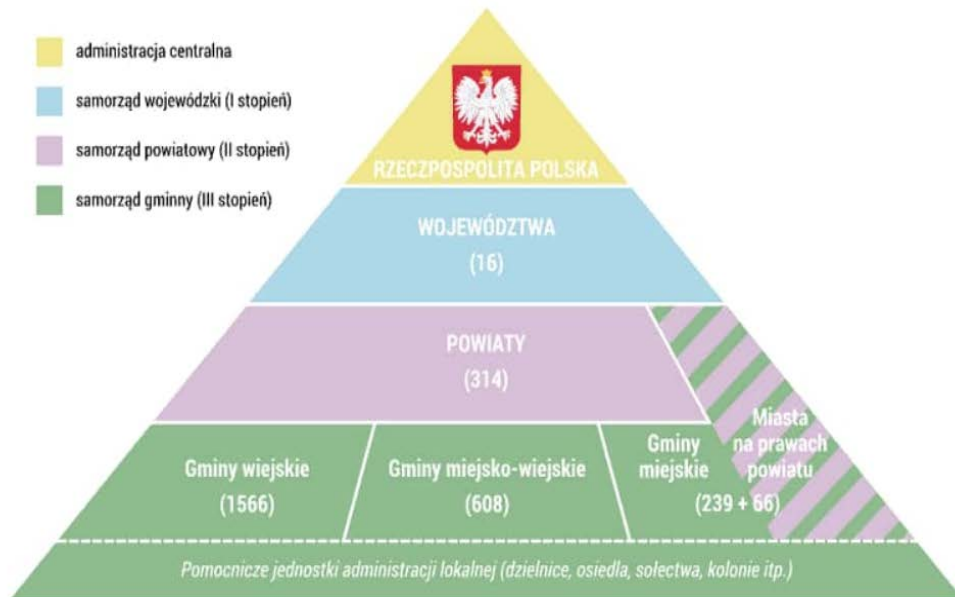 administracja centralna
samorząd wojewódzki (I stopień)
samorząd powiatowy (II stopień)
samorząd gminny (III stopień)
RZECZPOSPOLITA POLSKA
WOJEWÓDZTWA
(16)
POWIATY
(314)
Gminy wiejskie
(1566)
Gminy miejsko-wiejskie
(608)
Gminy
miejskie
Miasta
na prawach
powiatu
(239 + 66)
Pomocnicze jednostki administracji lokalnej (dzielnice, osiedla, sołectwa, kolonie itp.)